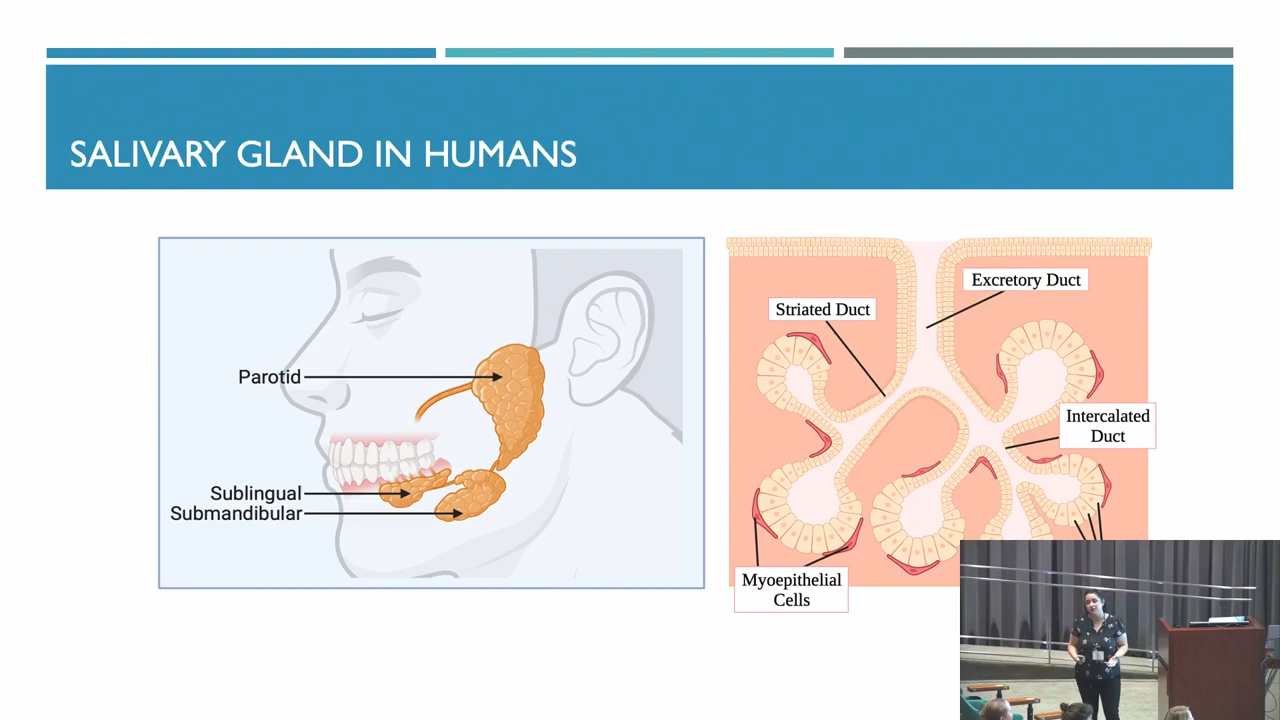 SALIVARY GLAND IN HUMANS
Parotid
Sublingual
Submandibular
Striated Duct
Excretory Duct
Intercalated
Duct
Myoepithelial
Cells